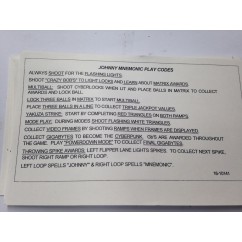 JOHNNY MNEMONIC PLAY CODES
ALWAYS SHOOT FOR THE FLASHING LIGHTS.
SHOOT "CRAZY BOB'S" TO LIGHT LOCKS AND LEARN ABOUT MATRIX AWARDS.
MULTIBALL: SHOOT CYBERLOCKS WHEN LIT AND PLACE BALLS IN MATRIX TO COLLECT
AWARDS AND LOCK BALL.
LOCK THREE BALLS IN MATRIX TO START MULTIBALL.
PLACE THREE BALLS IN A LINE TO COLLECT TRIPLE JACKPOT VALUES.
YAKUZA STRIKE: START BY COMPLETING RED TRIANGLES ON BOTH RAMPS.
MODE PLAY: DURING MODES SHOOT FLASHING WHITE TRIANGLES.
COLLECT VIDEO FRAMES BY SHOOTING RAMPS WHEN FRAMES ARE DISPLAYED.
COLLECT GIGABYTES TO BECOME THE CYBERPUNK. GB'S ARE AWARDED THROUGHOUT
THE GAME. PLAY "POWERDOWN MODE" TO COLLECT FINAL GIGABYTES.
THROWING SPIKE AWARDS: LEFT FLIPPER LANE LIGHTS SPIKES. TO COLLECT NEXT SPIKE,
SHOOT RIGHT RAMP OR RIGHT LOOP.
LEFT LOOP SPELLS "JOHNNY" & RIGHT LOOP SPELLS "MNEMONIC".